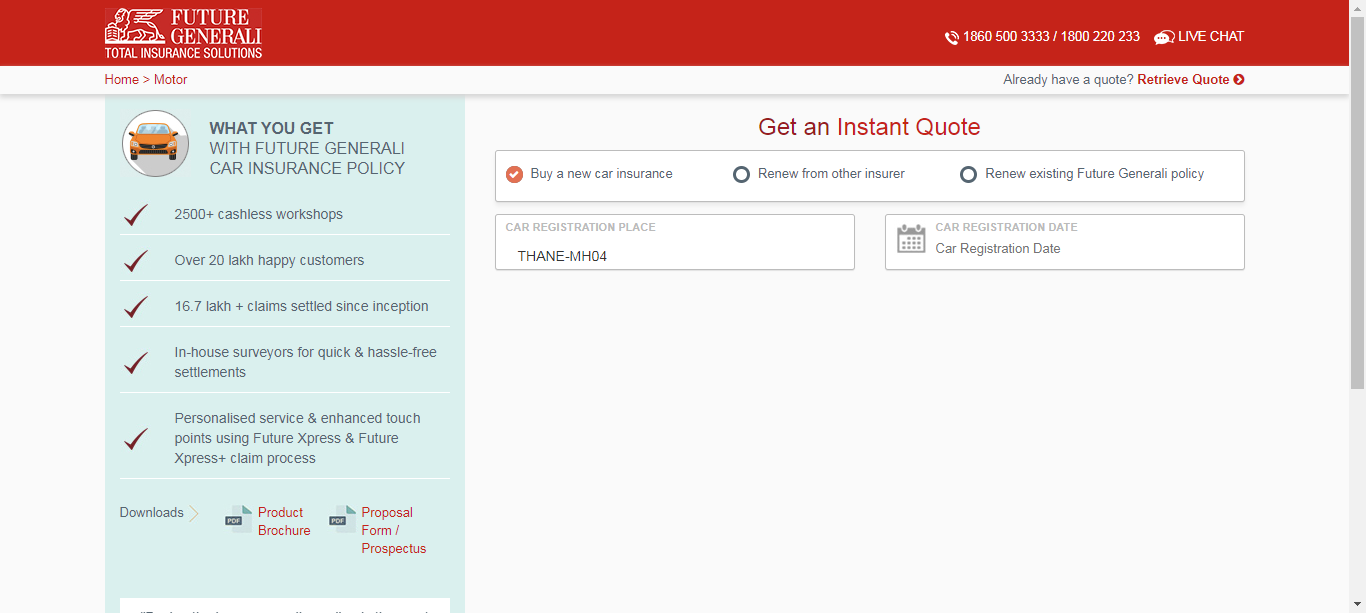 FUTURE
GENERALI
TOTAL INSURANCE SOLUTIONS
1860 500 3333 / 1800 220 233
LIVE CHAT
Home > Motor
Already have a quote? Retrieve Quote
WHAT YOU GET
WITH FUTURE GENERALI
CAR INSURANCE POLICY
2500+ cashless workshops
Over 20 lakh happy customers
16.7 lakh + claims settled since inception
In-house surveyors for quick & hassle-free
settlements
Personalised service & enhanced touch
points using Future Xpress & Future
Xpress+ claim process
Downloads
PDF
Product
Brochure
PDF
Proposal
Form /
Prospectus
Get an Instant Quote
Buy a new car insurance
Renew from other insurer
Renew existing Future Generali policy
CAR REGISTRATION PLACE
THANE-MH04
CAR REGISTRATION DATE
Car Registration Date